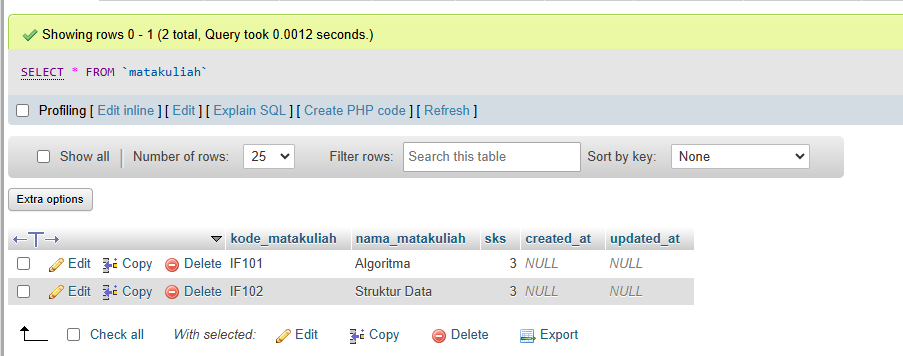 Showing rows 0 - 1 (2 total, Query took 0.0012 seconds.)
SELECT * FROM `matakuliah`
Profiling [ Edit inline ] [ Edit ] [ Explain SQL ] [ Create PHP code ] [ Refresh ]
Show all Number of rows: 25 Filter rows: Search this table Sort by key: None
Extra options
kode_matakuliah nama_matakuliah sks created_at updated_at
Edit Copy Delete IF101 Algoritma 3 NULL NULL
Edit Copy Delete IF102 Struktur Data 3 NULL NULL
Check all With selected: Edit Copy Delete Export